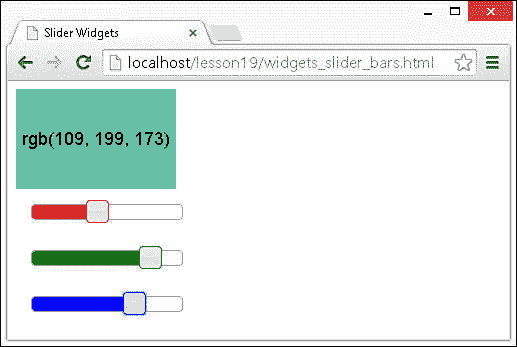 Slider Widgets
localhost/lesson19/widgets_slider_bars.html
rgb(109, 199, 173)